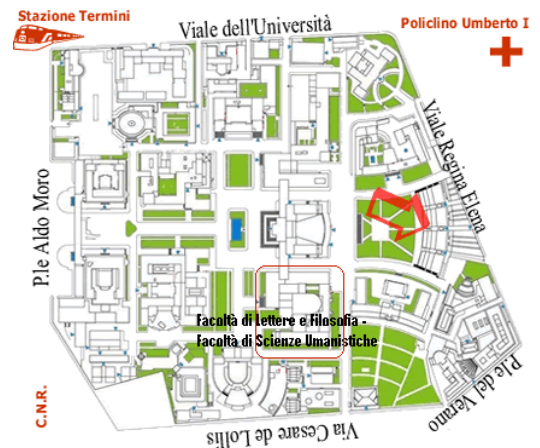 Stazione Termini
Viale dell'Università
Policlino Umberto I
Viale Regina Elena
P.le Aldo Moro
Facoltà di Lettere e Filosofia -
Facoltà di Scienze Umanistiche
P.le del Verano
C.N.R.
Via Cesare de Lollis